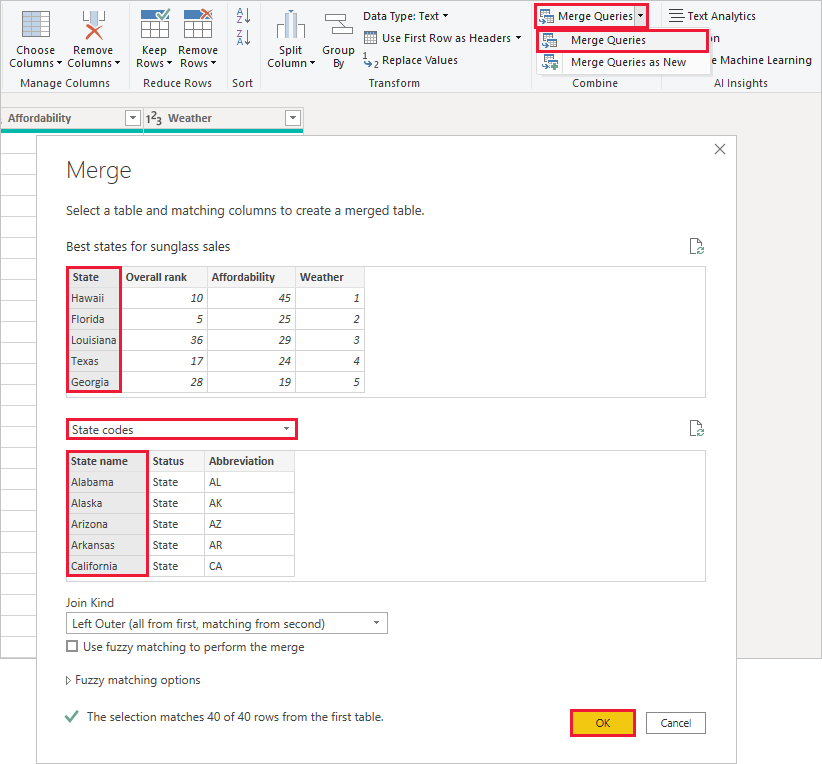 Choose Columns
Remove Columns
Manage Columns
Keep Rows
Remove Rows
Reduce Rows
A Z
Z A
Sort
Split Column
Group By
Data Type: Text
Use First Row as Headers
1 2 Replace Values
Transform
Merge Queries
Merge Queries
Merge Queries as New
Combine
Text Analytics
on
e Machine Learning
AI Insights
Affordability
123 Weather
Merge
Select a table and matching columns to create a merged table.
Best states for sunglass sales
State Overall rank Affordability Weather
Hawaii 10 45 1
Florida 5 25 2
Louisiana 36 29 3
Texas 17 24 4
Georgia 28 19 5
State codes
State name Status Abbreviation
Alabama State AL
Alaska State AK
Arizona State AZ
Arkansas State AR
California State CA
Join Kind
Left Outer (all from first, matching from second)
Use fuzzy matching to perform the merge
Fuzzy matching options
The selection matches 40 of 40 rows from the first table.
OK
Cancel